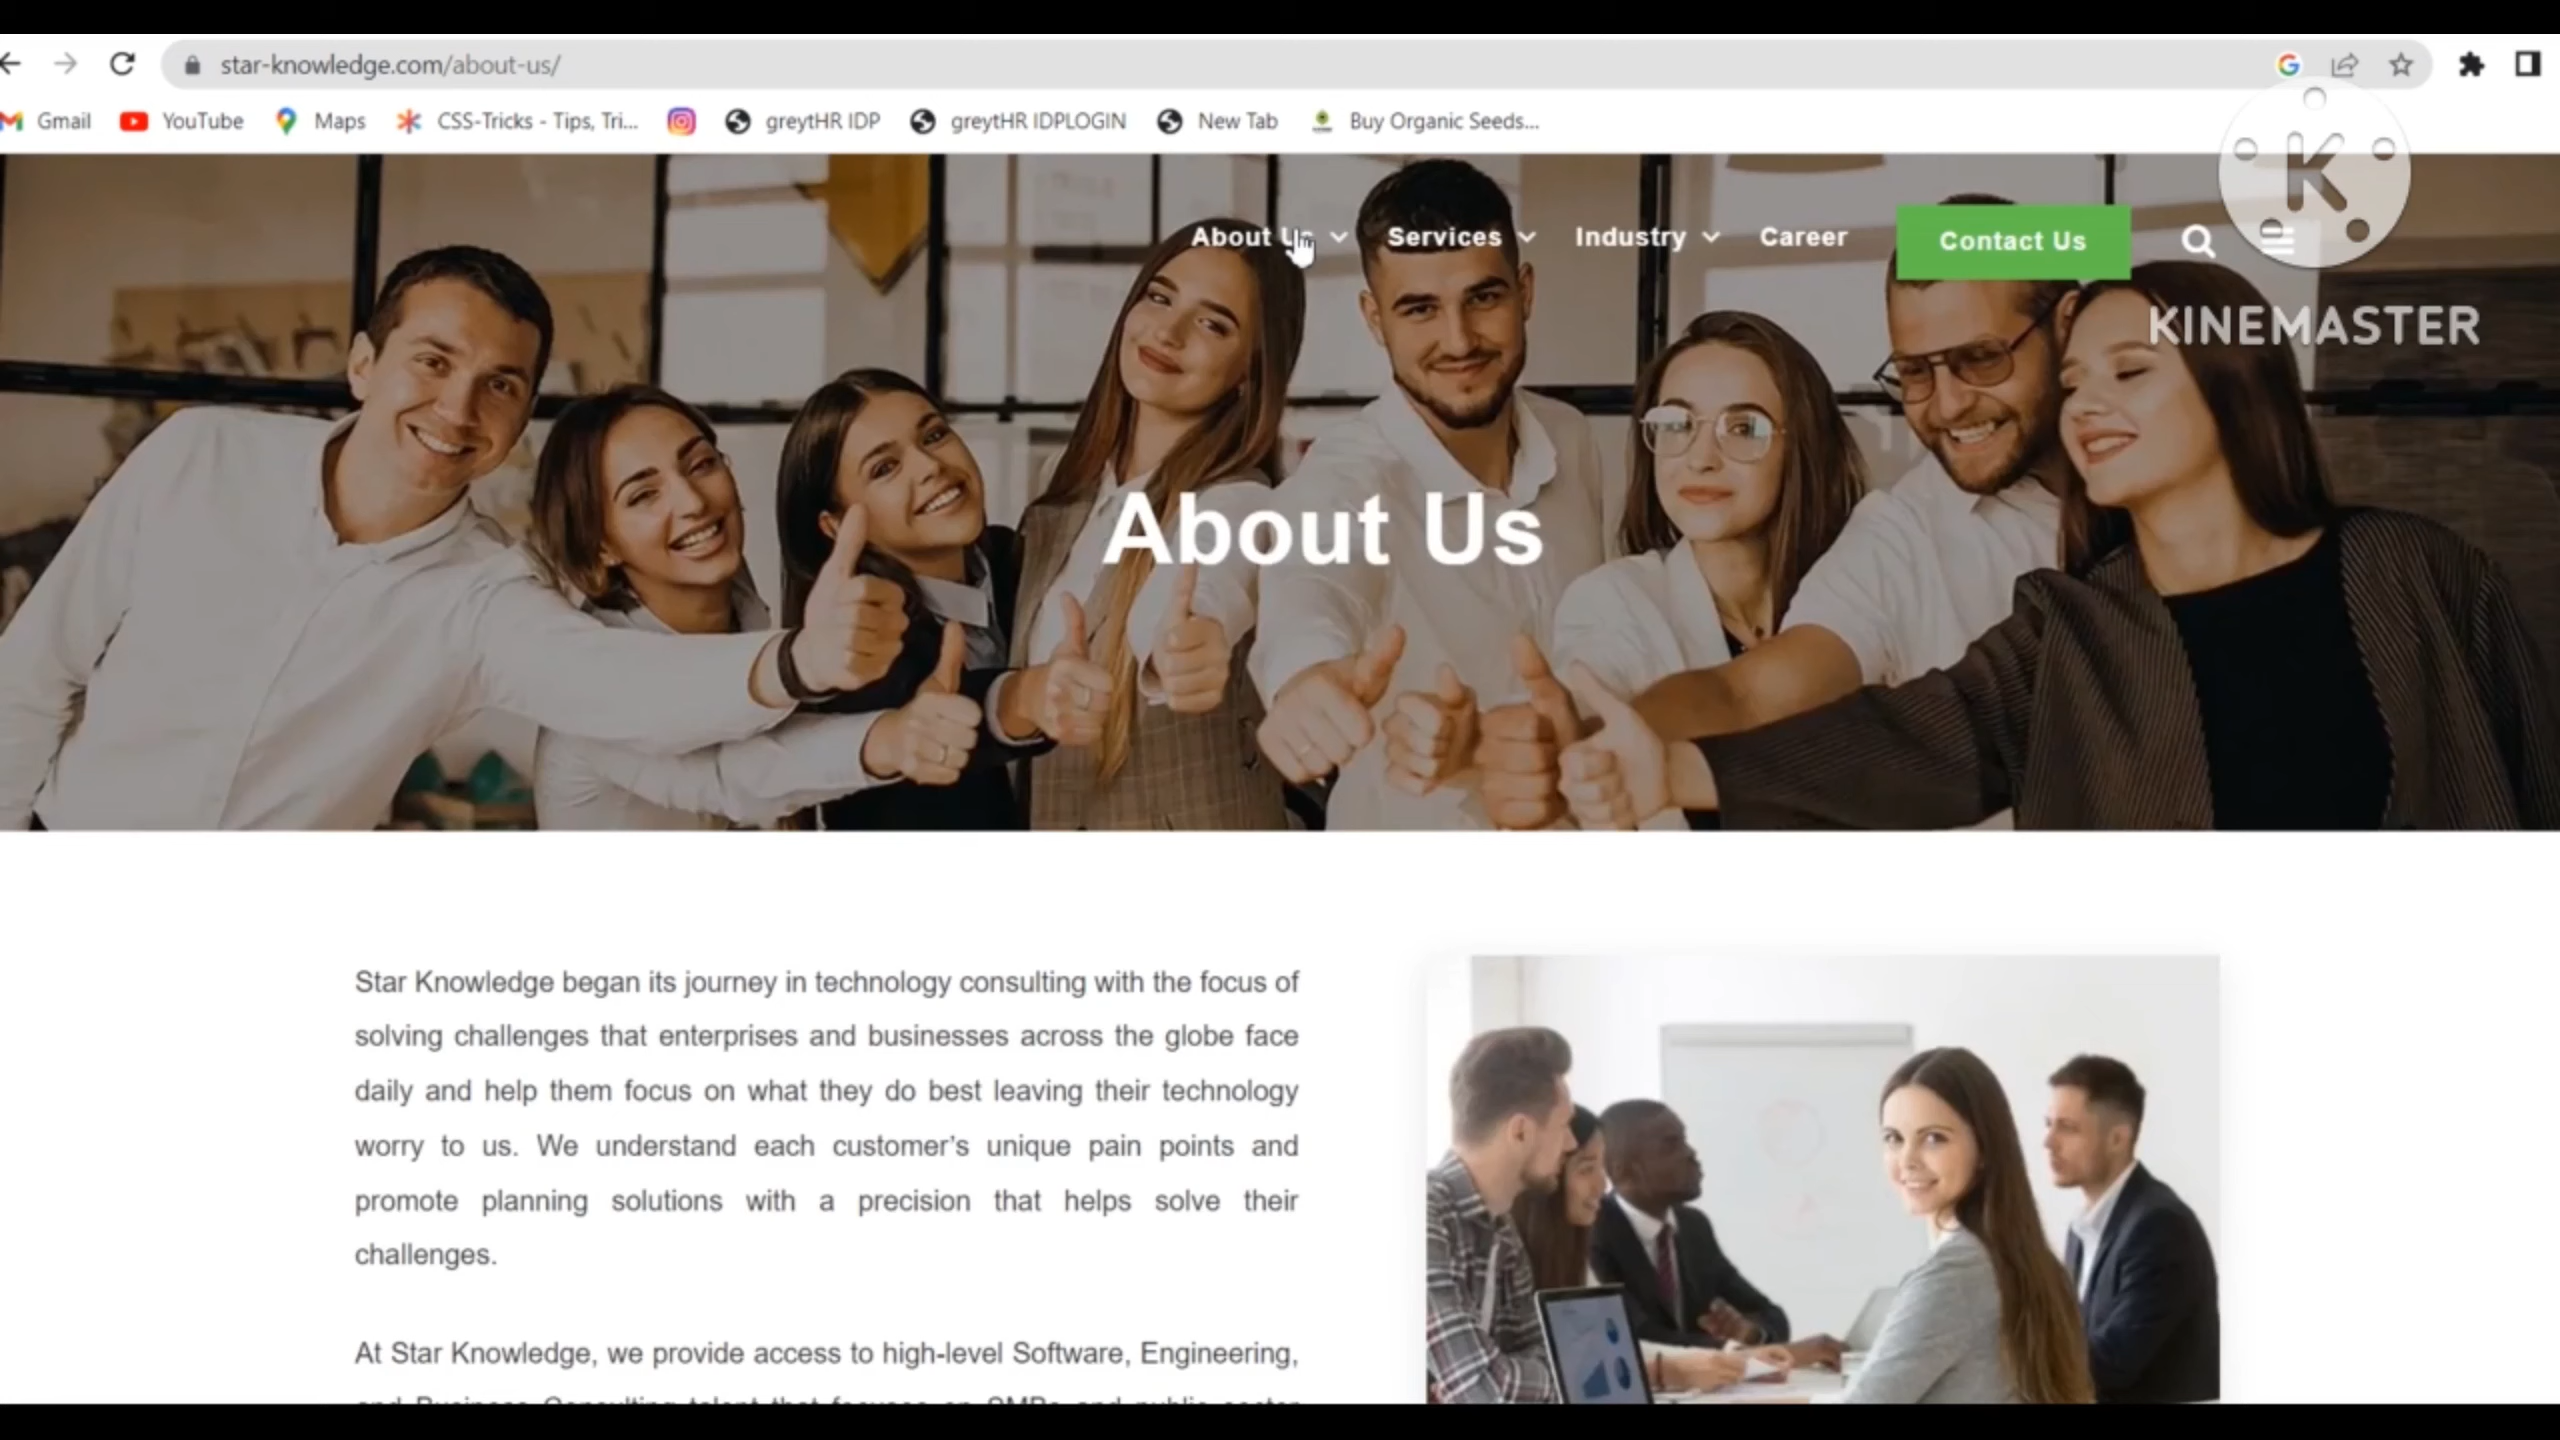 star-knowledge.com/about-us/
Gmail YouTube Maps CSS-Tricks - Tips, Tri... greytHR IDP greytHR IDPLOGIN New Tab Buy Organic Seeds...
About Us Services Industry Career Contact Us
K
KINEMASTER
About Us
Star Knowledge began its journey in technology consulting with the focus of
solving challenges that enterprises and businesses across the globe face
daily and help them focus on what they do best leaving their technology
worry to us. We understand each customer’s unique pain points and
promote planning solutions with a precision that helps solve their
challenges.
At Star Knowledge, we provide access to high-level Software, Engineering,